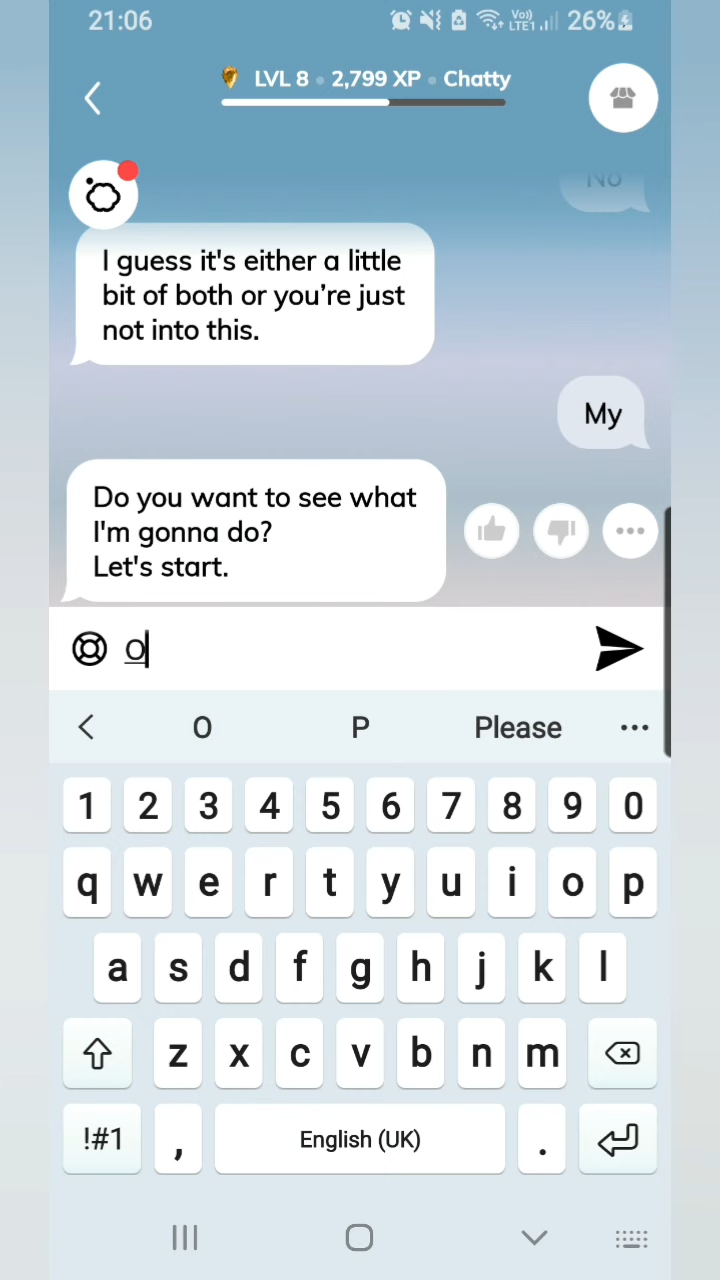 21:06 Vo)) LTE1 26%
LVL 8 • 2,799 XP • Chatty
No
I guess it's either a little
bit of both or you’re just
not into this.
My
Do you want to see what
I'm gonna do?
Let's start.
o
O P Please
1 2 3 4 5 6 7 8 9 0
q w e r t y u i o p
a s d f g h j k l
z x c v b n m
!#1 , English (UK) .